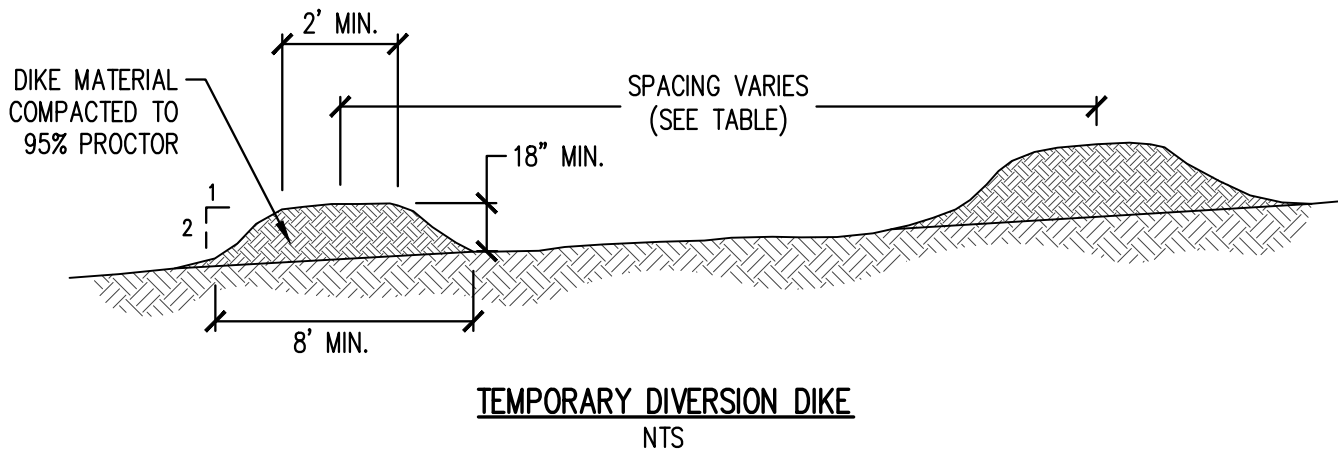 2' MIN.
DIKE MATERIAL
COMPACTED TO
95% PROCTOR
SPACING VARIES
(SEE TABLE)
18" MIN.
1
2
8' MIN.
TEMPORARY DIVERSION DIKE
NTS